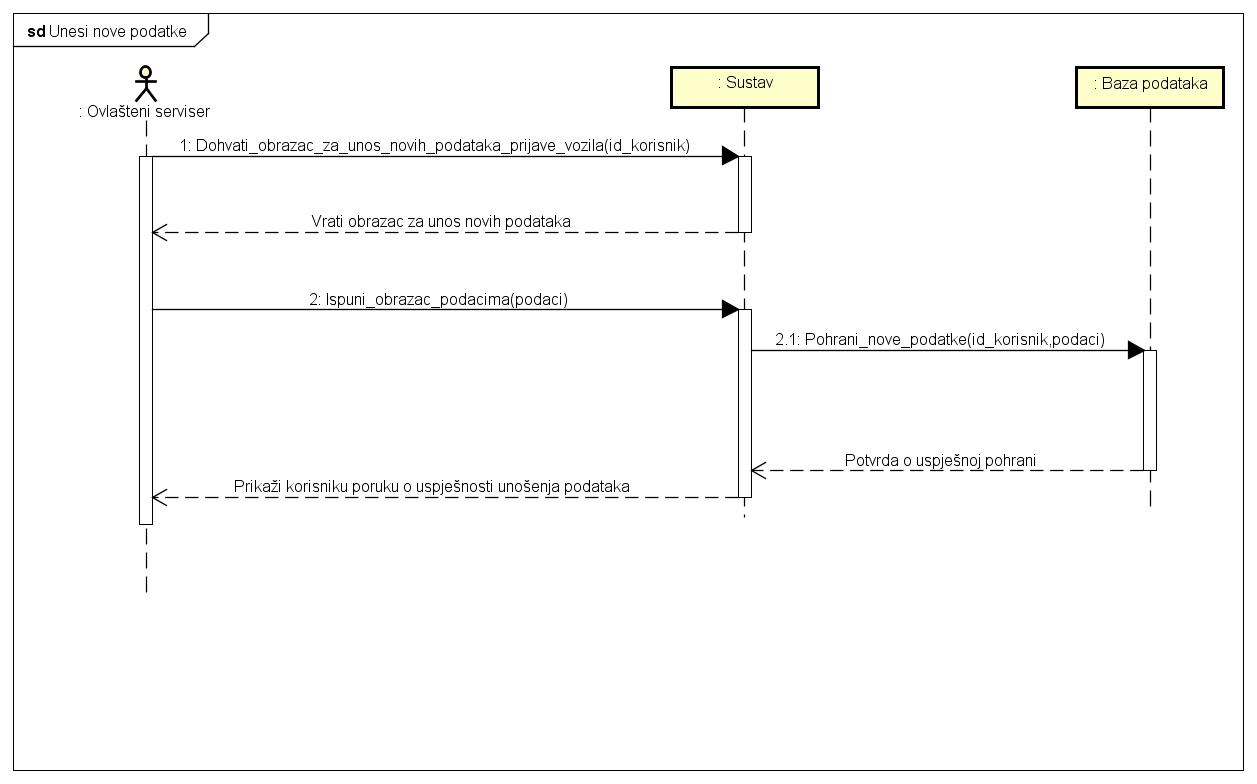 sd Unesi nove podatke
: Ovlašteni serviser
: Sustav
: Baza podataka
1: Dohvati_obrazac_za_unos_novih_podataka_prijave_vozila(id_korisnik)
Vrati obrazac za unos novih podataka
2: Ispuni_obrazac_podacima(podaci)
2.1: Pohrani_nove_podatke(id_korisnik,podaci)
Potvrda o uspješnoj pohrani
Prikaži korisniku poruku o uspješnosti unošenja podataka